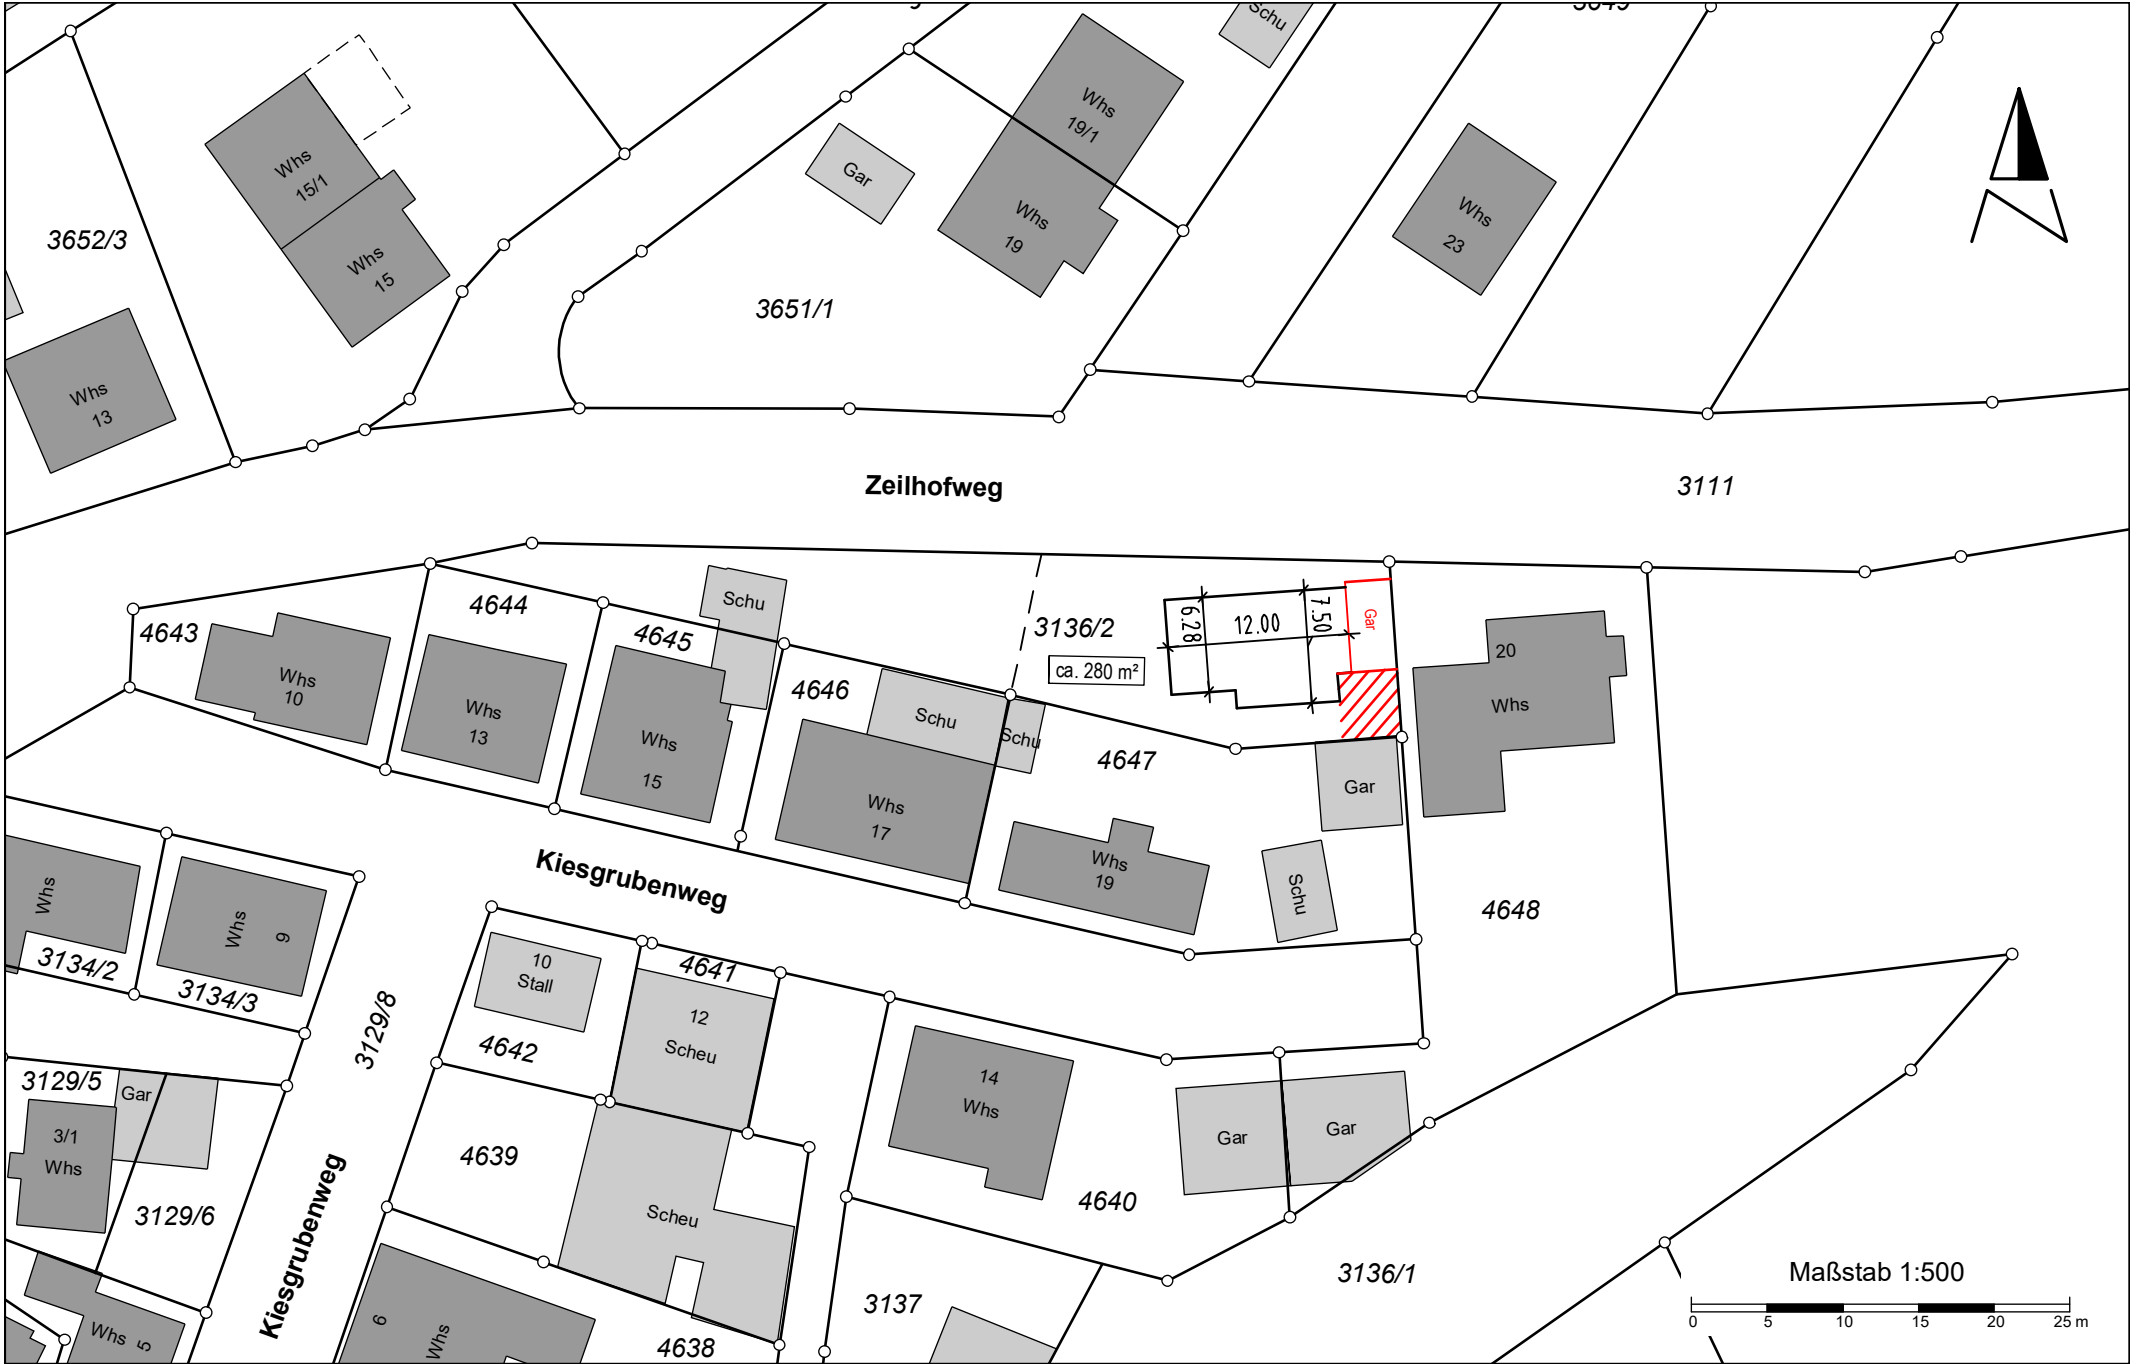 Schu
Whs
19/1
Whs
15/1
Gar
3652/3
Whs
15
Whs
19
Whs
23
3651/1
Whs
13
Zeilhofweg
3111
4643
4644
4645
Schu
3136/2
6.28
12.00
7.50
Gar
ca. 280 m²
20
Whs
Whs
10
Whs
13
Whs
15
4646
Schu
Schu
4647
Gar
Whs
17
Whs
19
Schu
Kiesgrubenweg
4648
Whs
Whs
9
3134/2
3134/3
3129/8
10
Stall
4641
12
Scheu
4642
14
Whs
3129/5
Gar
3/1
Whs
4639
Gar
Gar
3129/6
Scheu
4640
Kiesgrubenweg
3137
3136/1
Whs
5
6
Whs
4638
Maßstab 1:500
0 5 10 15 20 25 m